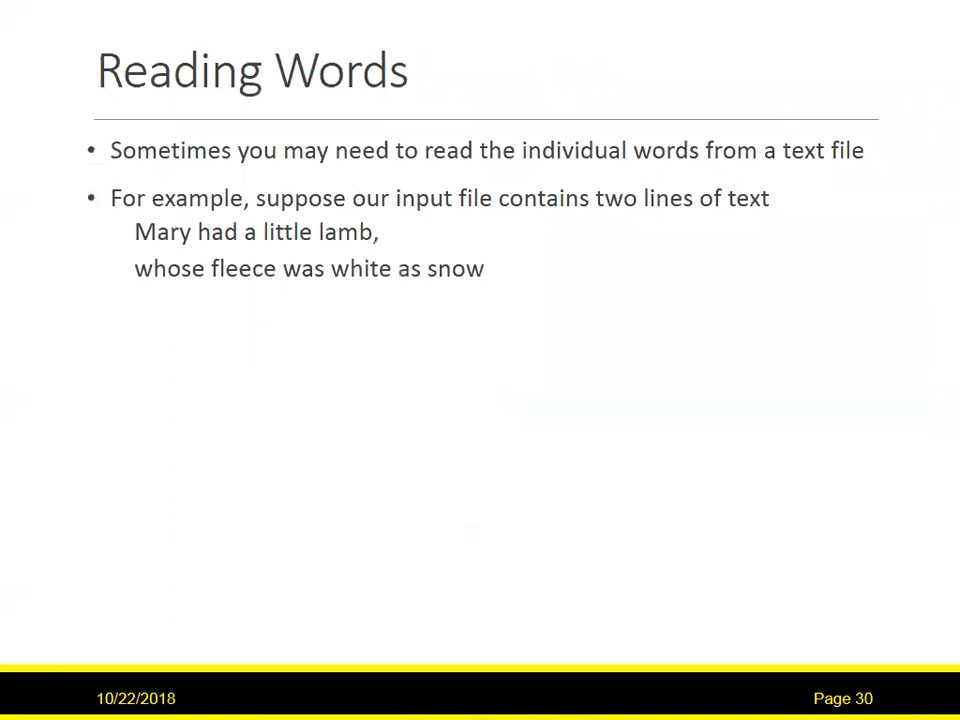 Reading Words
• Sometimes you may need to read the individual words from a text file
• For example, suppose our input file contains two lines of text
Mary had a little lamb,
whose fleece was white as snow
10/22/2018
Page 30